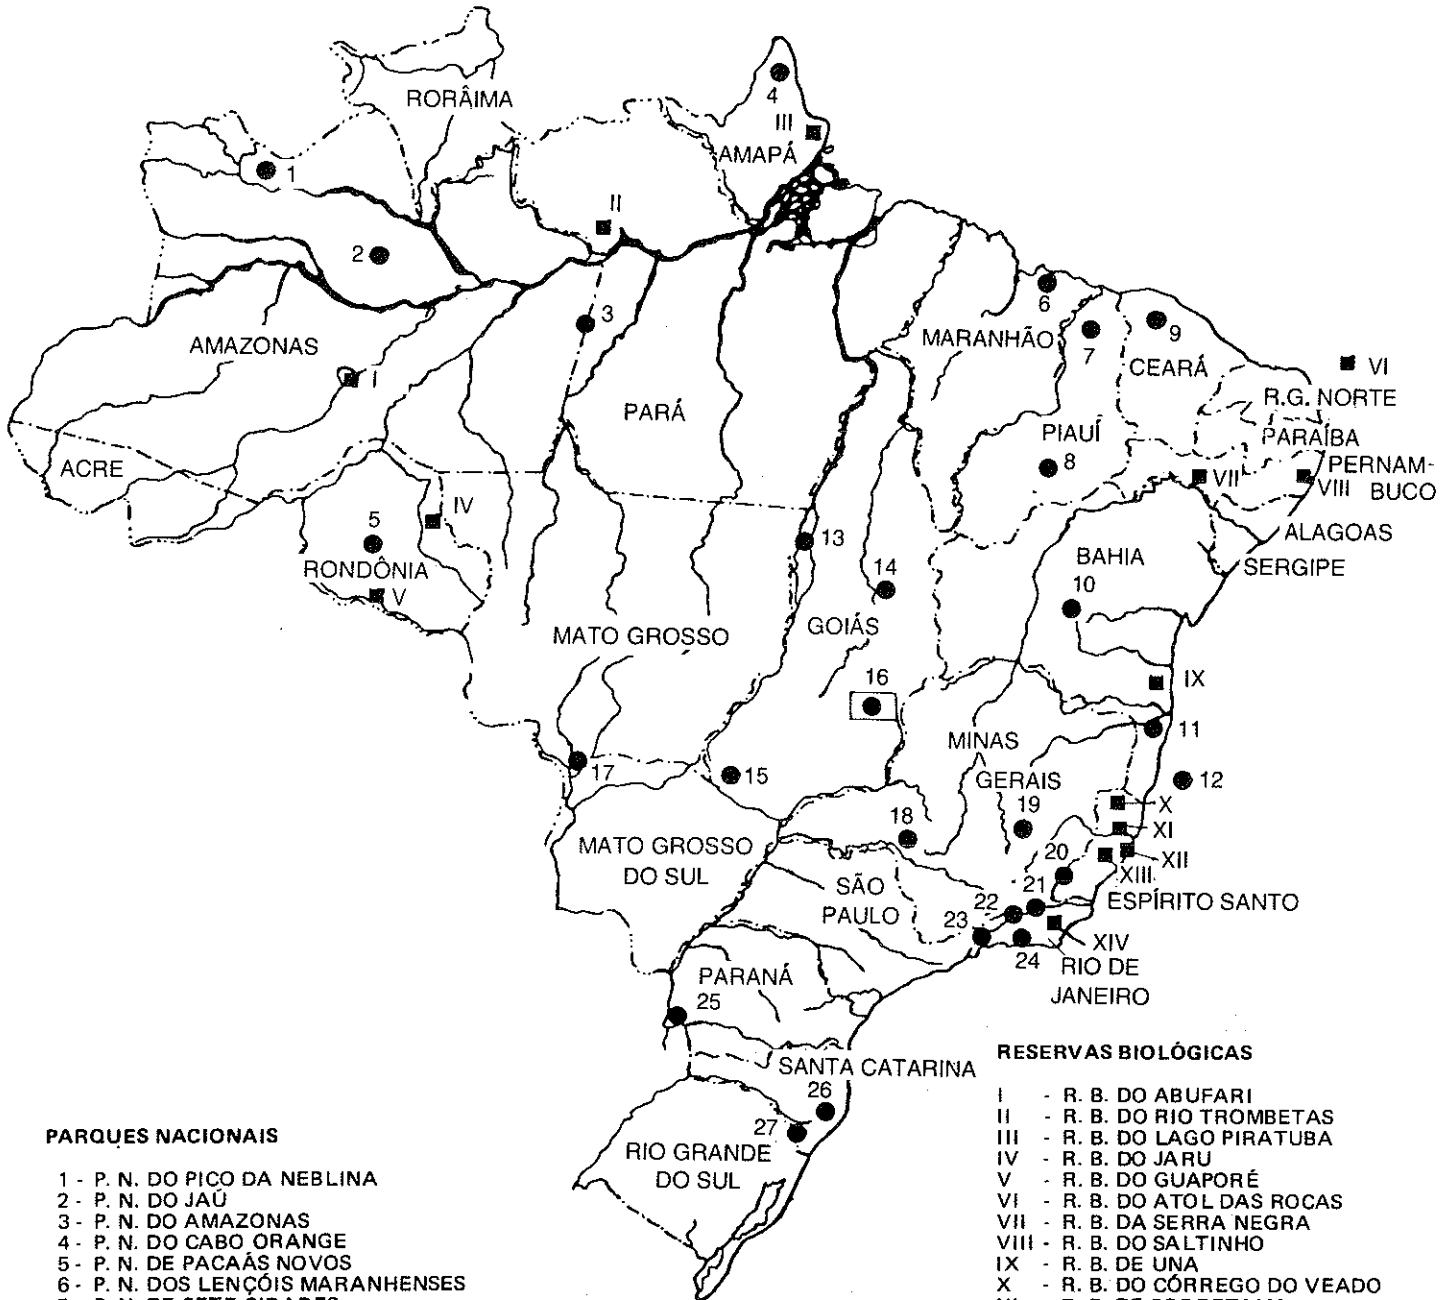 RORÂIMA
4
III
AMAPÁ
1
II
2
3
6
9
AMAZONAS
MARANHÃO
7
CEARÁ
VI
I
R.G. NORTE
PARÁ
PIAUÍ
PARAÍBA
ACRE
8
VII
VIII
PERNAM-
BUCO
IV
5
13
ALAGOAS
RONDÔNIA
BAHIA
SERGIPE
V
14
10
MATO GROSSO
GOIÁS
16
IX
MINAS
GERAIS
11
17
15
12
18
19
X
XI
MATO GROSSO
DO SUL
20
XII
XIII
SÃO
PAULO
21
22
ESPÍRITO SANTO
23
24
XIV
RIO DE
JANEIRO
PARANÁ
25
SANTA CATARINA
26
27
RIO GRANDE
DO SUL
PARQUES NACIONAIS
1 - P. N. DO PICO DA NEBLINA
2 - P. N. DO JAÚ
3 - P. N. DO AMAZONAS
4 - P. N. DO CABO ORANGE
5 - P. N. DE PACAÁS NOVOS
6 - P. N. DOS LENÇÓIS MARANHENSES
RESERVAS BIOLÓGICAS
I - R. B. DO ABUFARI
II - R. B. DO RIO TROMBETAS
III - R. B. DO LAGO PIRATUBA
IV - R. B. DO JARU
V - R. B. DO GUAPORÉ
VI - R. B. DO ATOL DAS ROCAS
VII - R. B. DA SERRA NEGRA
VIII - R. B. DO SALTINHO
IX - R. B. DE UNA
X - R. B. DO CÓRREGO DO VEADO